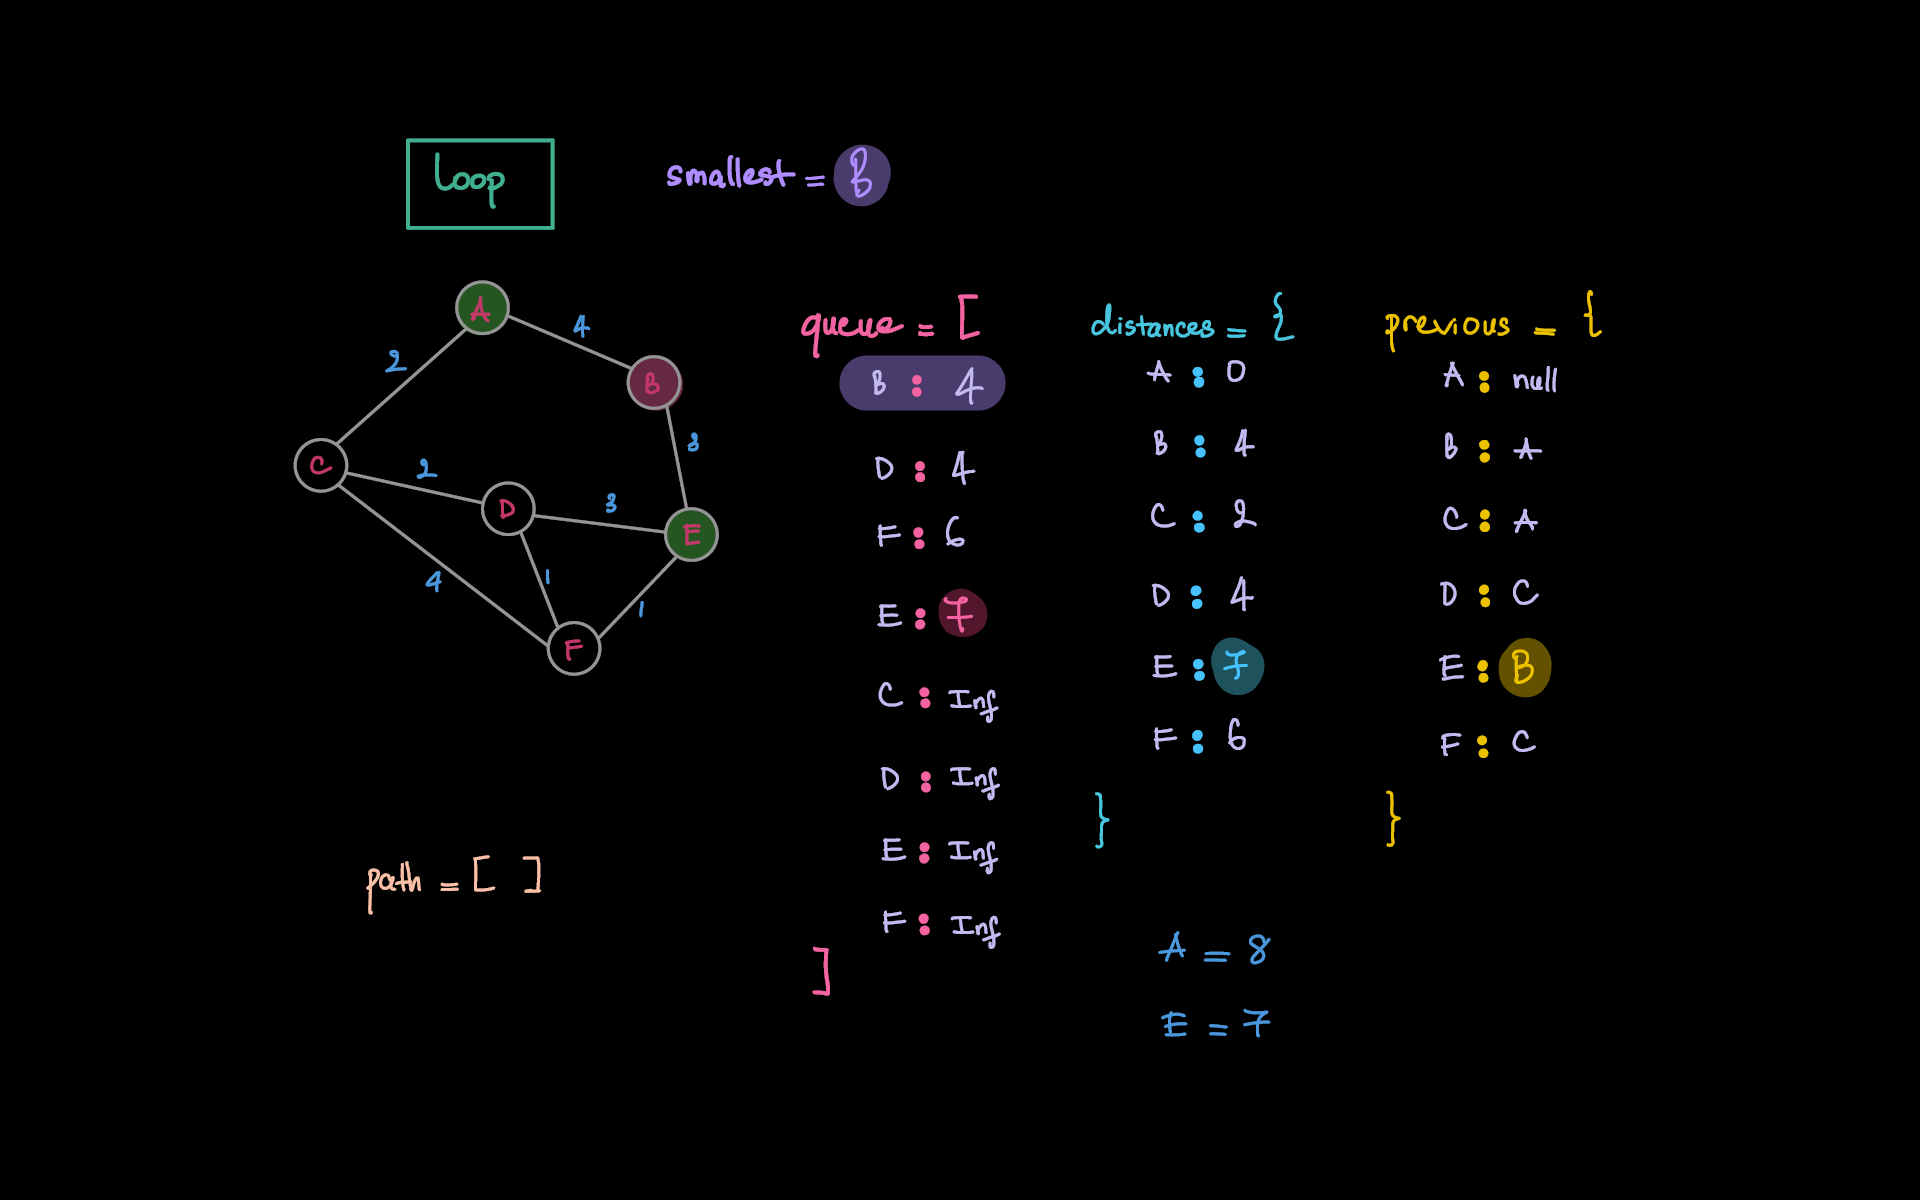 Loop
smallest = B
A
4
2
B
3
C
2
D
3
E
4
1
1
F
path = [ ]
queue = [
B : 4
D : 4
F : 6
E : 7
C : Inf
D : Inf
E : Inf
F : Inf
]
distances = {
A : 0
B : 4
C : 2
D : 4
E : 7
F : 6
}
previous = {
A : null
B : A
C : A
D : C
E : B
F : C
}
A = 8
E = 7